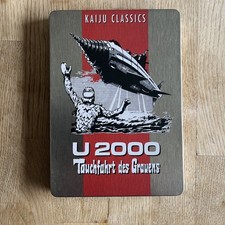 KAIJU CLASSICS
U 2000
Tauchfahrt des Grauens